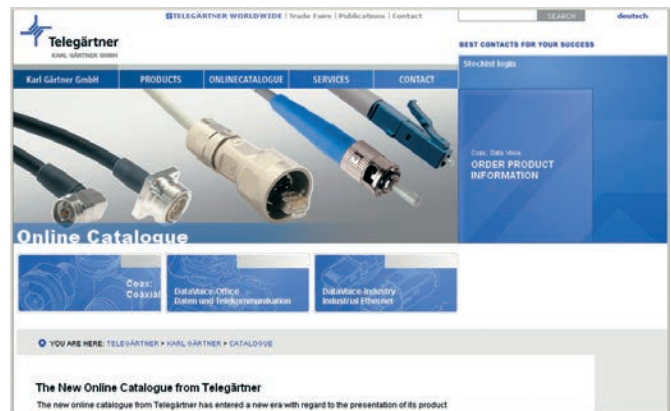 TELEGÄRTNER WORLDWIDE | Trade Fairs | Publications | Contact
SEARCH
deutsch
Telegärtner
KARL GÄRTNER GMBH
BEST CONTACTS FOR YOUR SUCCESS
Stockist login
Karl Gärtner GmbH
PRODUCTS
ONLINECATALOGUE
SERVICES
CONTACT
Coax, Data Voice
ORDER PRODUCT
INFORMATION
Online Catalogue
Coax:
Coaxial
DataVoice-Office
Daten und Telekommunikation
DataVoice-Industry
Industrial Ethernet
YOU ARE HERE: TELEGÄRTNER ▸ KARL GÄRTNER ▸ CATALOGUE
The New Online Catalogue from Telegärtner
The new online catalogue from Telegärtner has entered a new era with regard to the presentation of its product